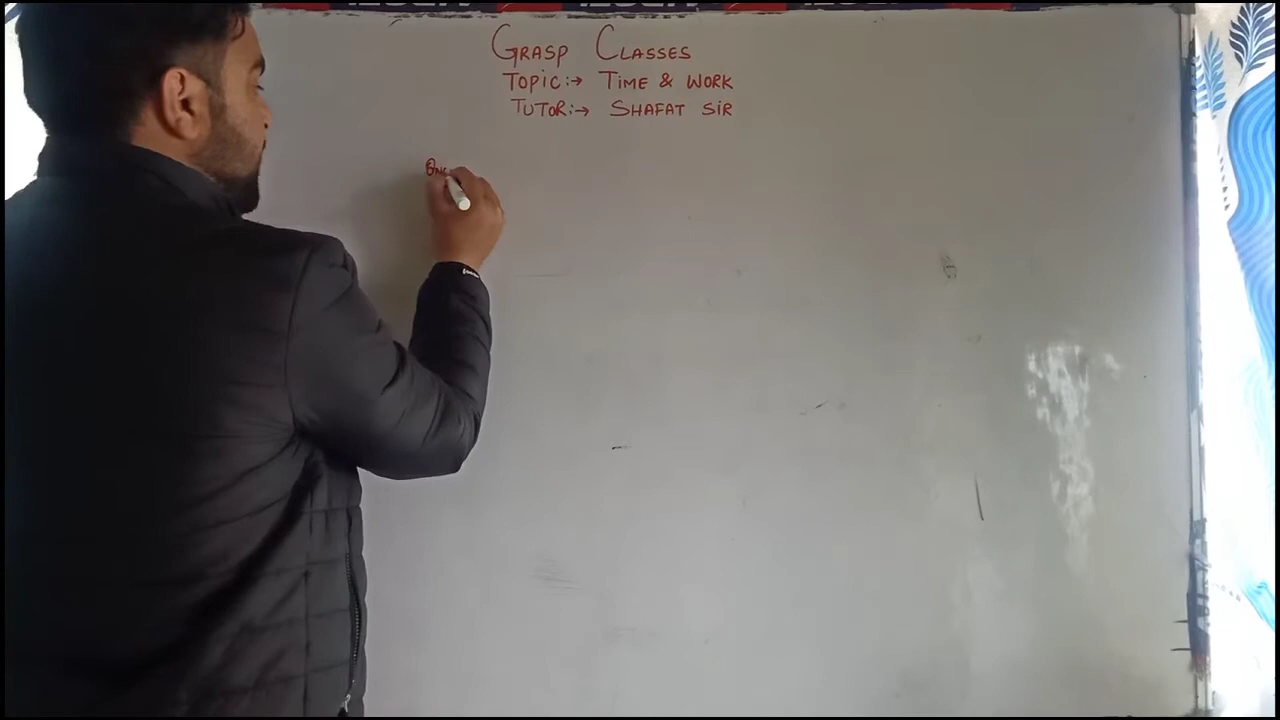 GRASP CLASSES
TOPIC:→ TIME & WORK
TUTOR:→ SHAFAT SIR